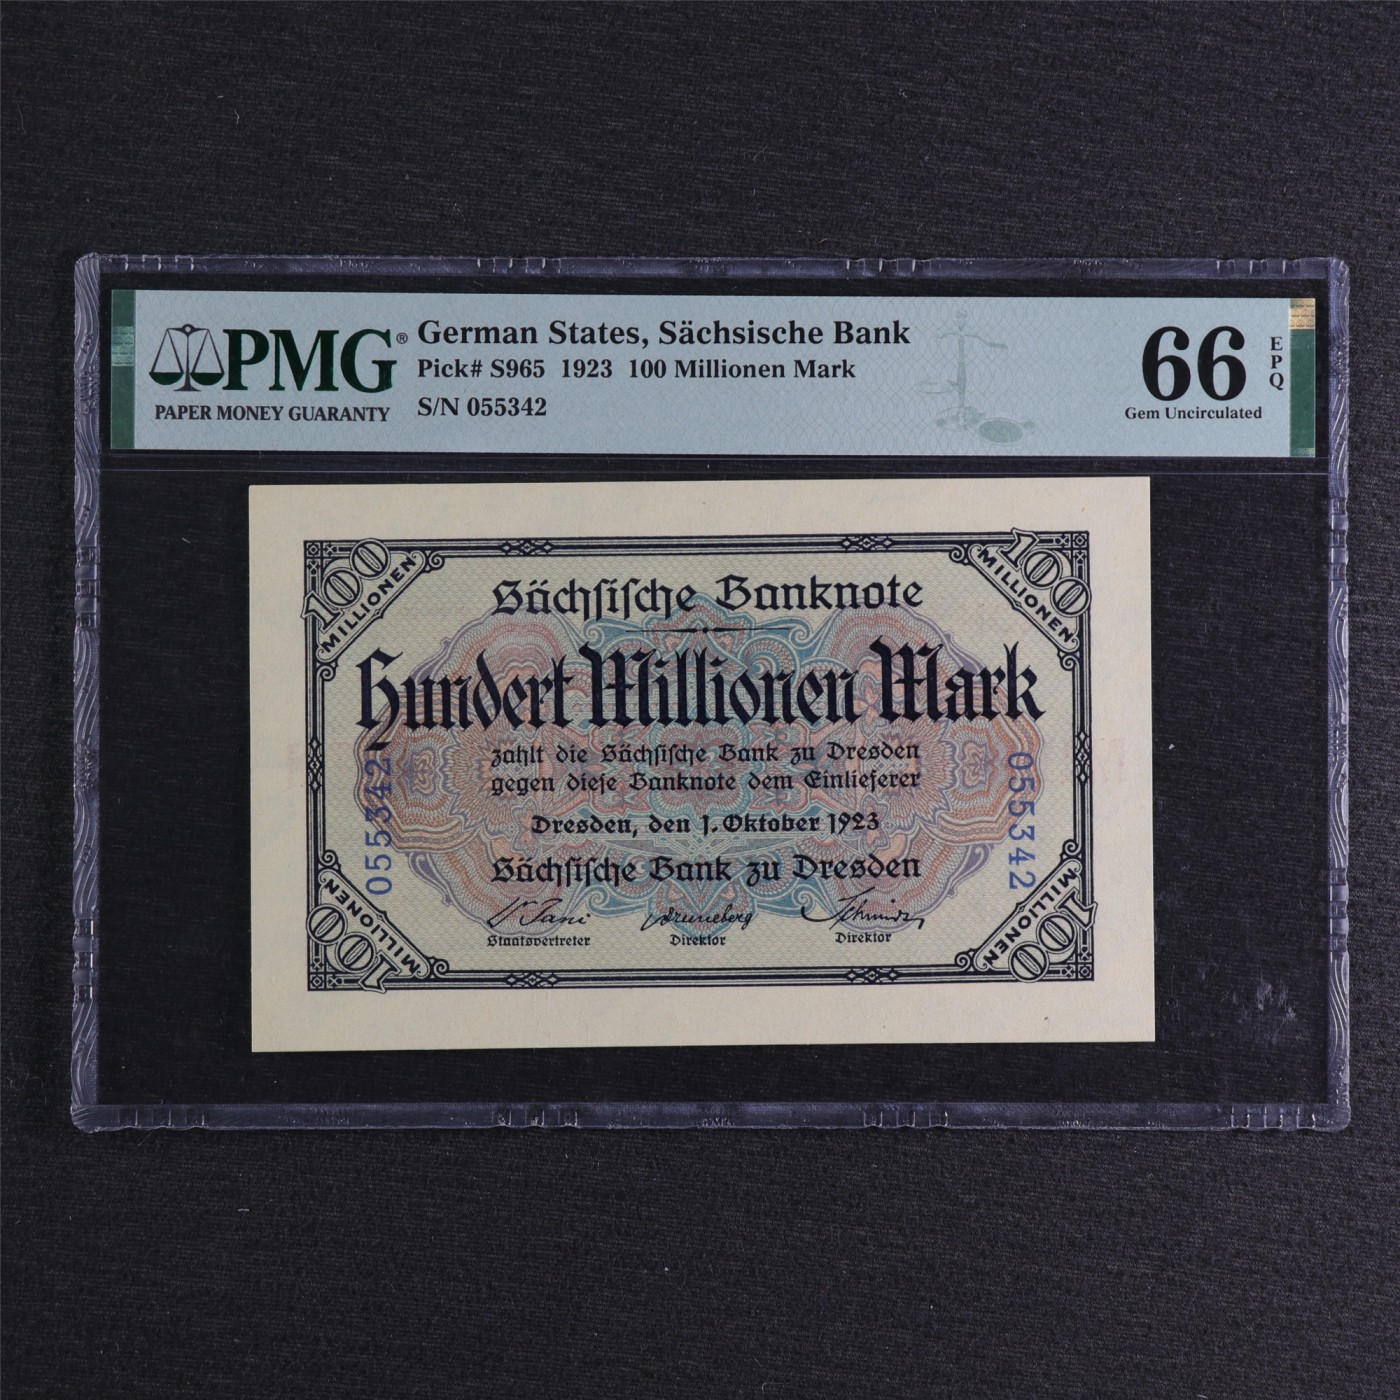 PMG®
PAPER MONEY GUARANTY
German States, Sächsische Bank
Pick# S965 1923 100 Millionen Mark
S/N 055342
66 EPQ
Gem Uncirculated
100 MILLIONEN
100 MILLIONEN
Sächsische Banknote
Hundert Millionen Mark
zahlt die Sächsische Bank zu Dresden
gegen diese Banknote dem Einlieferer
Dresden, den 1. Oktober 1923
Sächsische Bank zu Dresden
055342
055342
Staatsvertreter
Direktor
Direktor
100 MILLIONEN
100 MILLIONEN